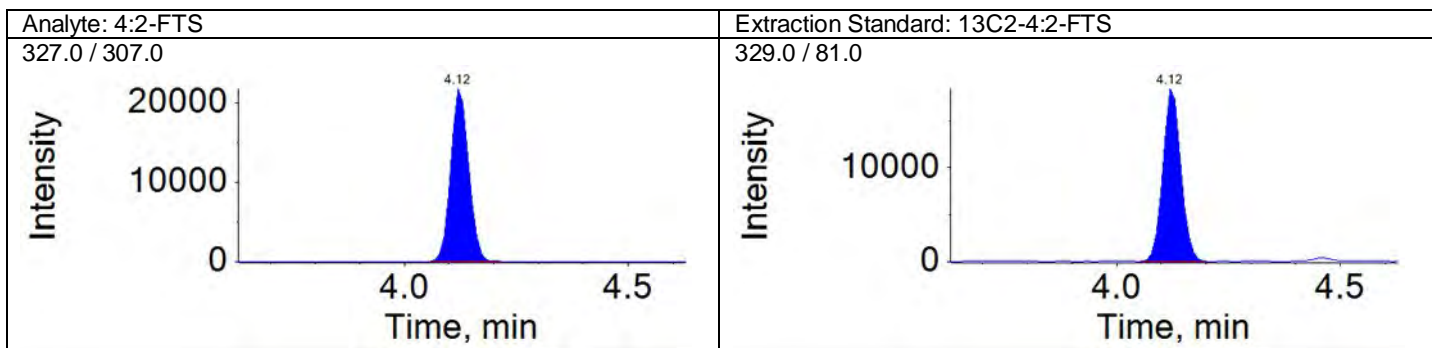 Analyte: 4:2-FTS
Extraction Standard: 13C2-4:2-FTS
327.0 / 307.0
329.0 / 81.0
4.12
20000
10000
0
Intensity
4.0
4.5
Time, min
4.12
10000
0
Intensity
4.0
4.5
Time, min